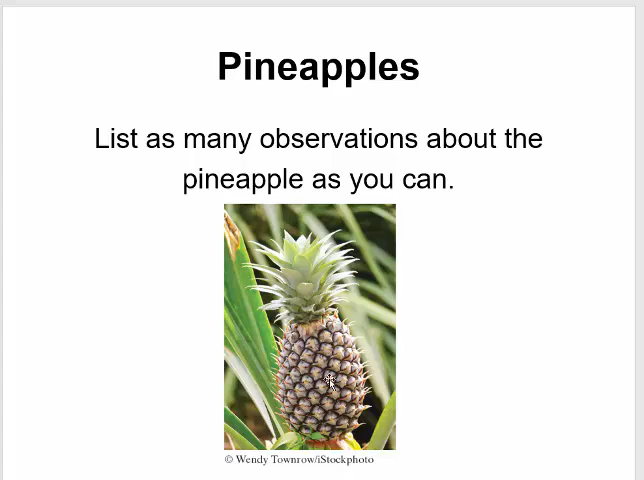 Pineapples
List as many observations about the
pineapple as you can.
© Wendy Townrow/iStockphoto